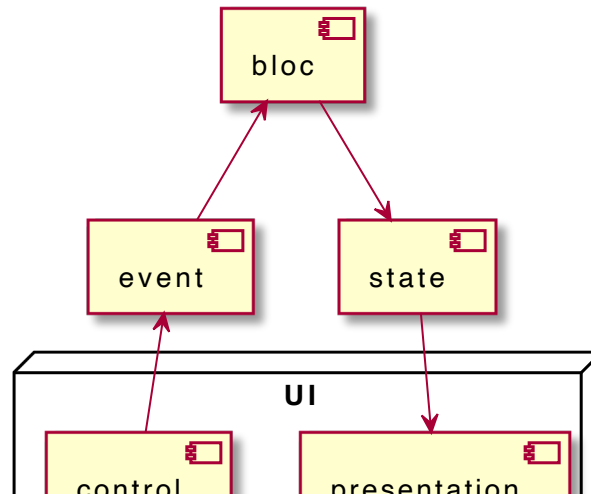 bloc
event
state
UI
control
presentation